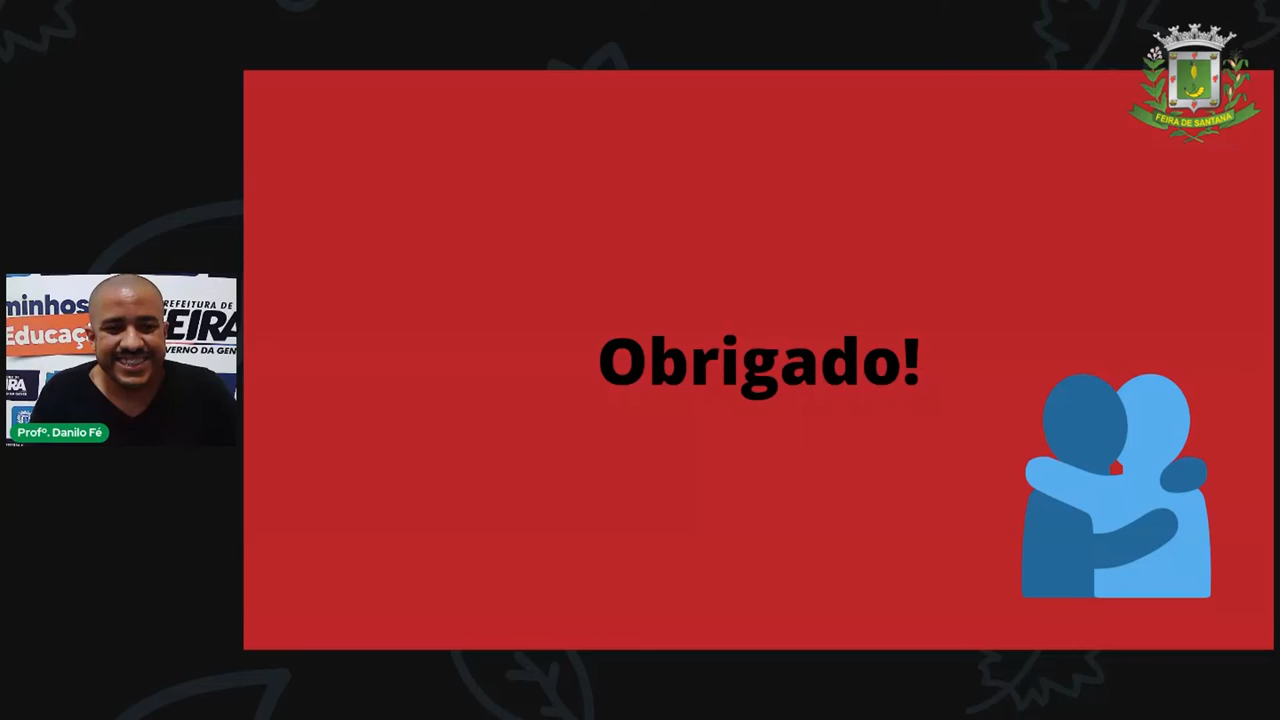 FEIRA DE SANTANA
Obrigado!
minhos
Educaç
REFEITURA DE
EIRA
VERNO DA GEN
IRA
Profº. Danilo Fé